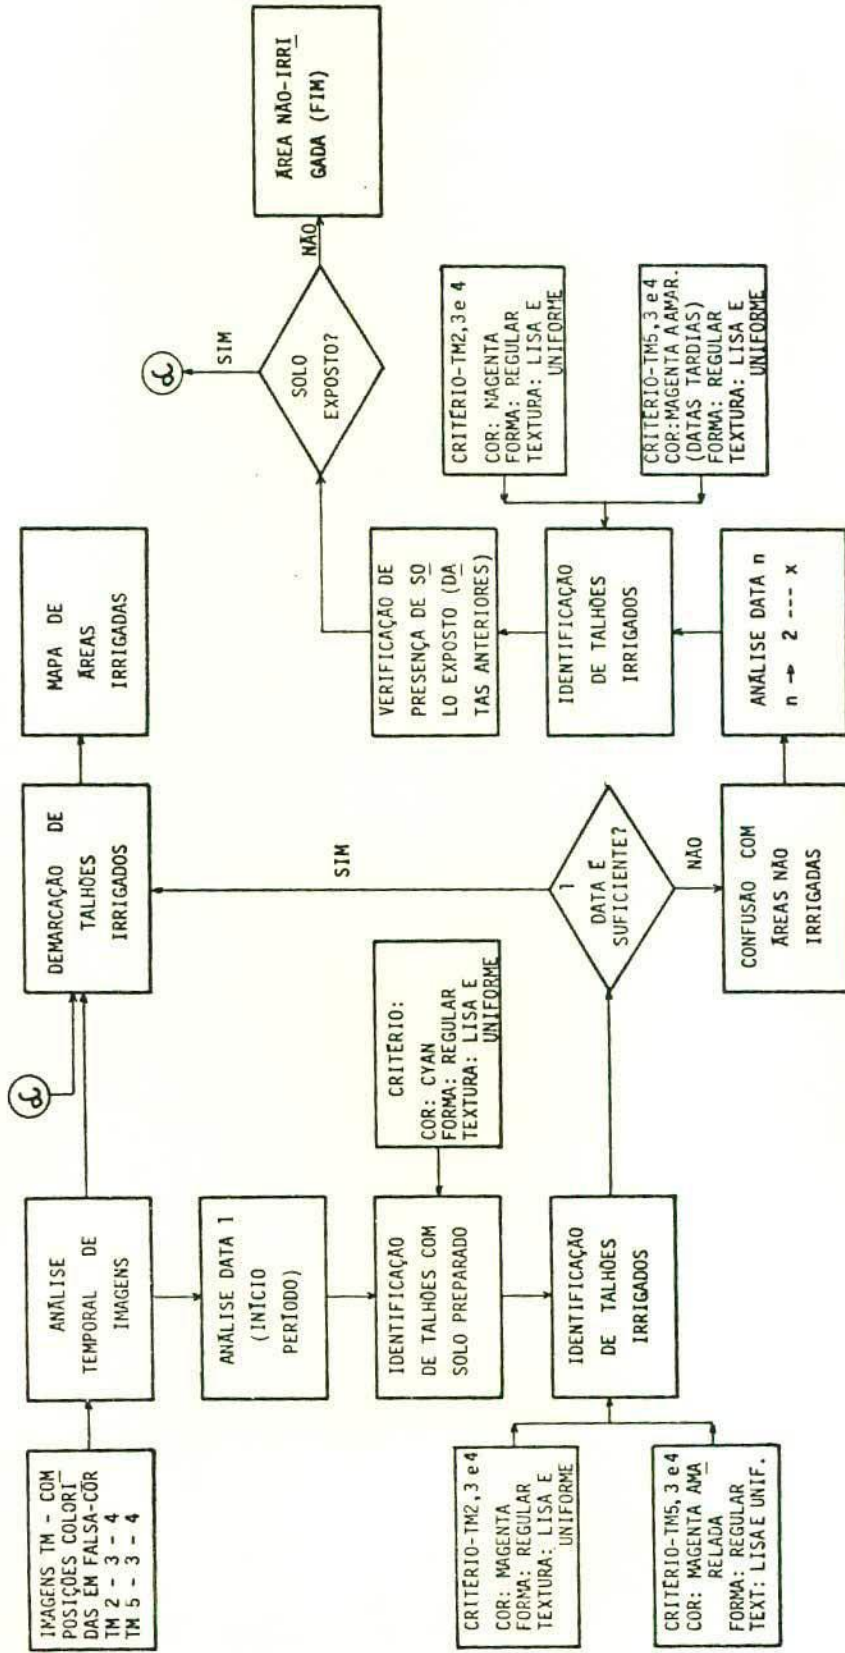 IMAGENS TM - COM
POSIÇÕES COLORI
DAS EM FALSA-CÔR
TM 2 - 3 - 4
TM 5 - 3 - 4
ANÁLISE
TEMPORAL DE
IMAGENS
DEMARCAÇÃO DE
TALHÕES
IRRIGADOS
MAPA DE
ÁREAS
IRRIGADAS
ANÁLISE DATA 1
(INÍCIO
PERÍODO)
IDENTIFICAÇÃO
DE TALHÕES COM
SOLO PREPARADO
CRITÉRIO:
COR: CYAN
FORMA: REGULAR
TEXTURA: LISA E
UNIFORME
CRITÉRIO-TM2,3 e 4
COR: MAGENTA
FORMA: REGULAR
TEXTURA: LISA E
UNIFORME
CRITÉRIO-TM5,3 e 4
COR: MAGENTA AMA
RELADA
FORMA: REGULAR
TEXT: LISA E UNIF.
IDENTIFICAÇÃO
DE TALHÕES
IRRIGADOS
1
DATA É
SUFICIENTE?
SIM
NÃO
CONFUSÃO COM
ÁREAS NÃO
IRRIGADAS
ANÁLISE DATA n
n → 2 --- x
IDENTIFICAÇÃO
DE TALHÕES
IRRIGADOS
CRITÉRIO-TM2,3 e 4
COR: MAGENTA
FORMA: REGULAR
TEXTURA: LISA E
UNIFORME
CRITÉRIO-TM5,3 e 4
COR:MAGENTA A AMAR.
(DATAS TARDIAS)
FORMA: REGULAR
TEXTURA: LISA E
UNIFORME
VERIFICAÇÃO DE
PRESENÇA DE SO
LO EXPOSTO (DA
TAS ANTERIORES)
SOLO
EXPOSTO?
SIM
NÃO
ÁREA NÃO-IRRI
GADA (FIM)